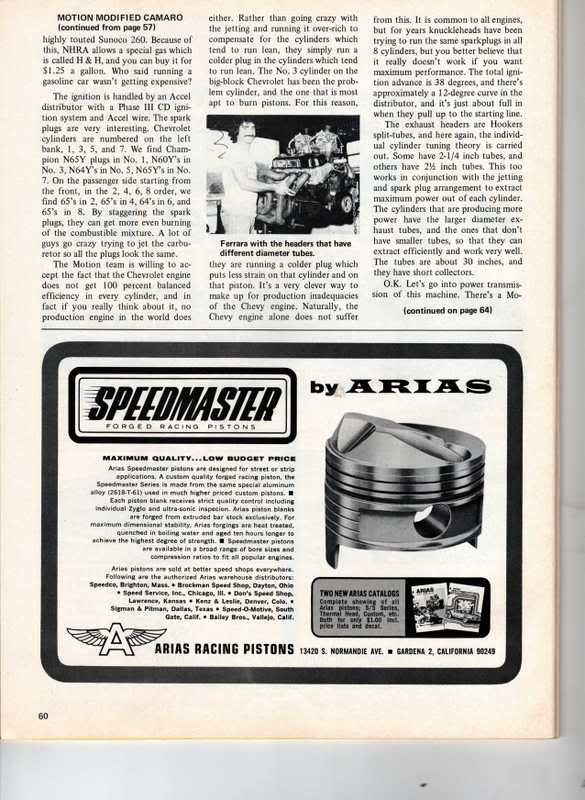 MOTION MODIFIED CAMARO
(continued from page 57)
highly touted Sunoco 260. Because of
this, NHRA allows a special gas which
is called H & H, and you can buy it for
$1.25 a gallon. Who said running a
gasoline car wasn't getting expensive?
The ignition is handled by an Accel
distributor with a Phase III CD igni-
tion system and Accel wire. The spark
plugs are very interesting. Chevrolet
cylinders are numbered on the left
bank, 1, 3, 5, and 7. We find Cham-
pion N65Y plugs in No. 1, N60Y's in
No. 3, N64Y's in No. 5, N65Y's in No.
7. On the passenger side starting from
the front, in the 2, 4, 6, 8 order, we
find 65's in 2, 65's in 4, 64's in 6, and
65's in 8. By staggering the spark
plugs, they can get more even burning
of the combustible mixture. A lot of
guys go crazy trying to jet the carbu-
retor so all the plugs look the same.
The Motion team is willing to ac-
cept the fact that the Chevrolet engine
does not get 100 percent balanced
efficiency in every cylinder, and in
fact if you really think about it, no
production engine in the world does
either. Rather than going crazy with
the jetting and running it over-rich to
compensate for the cylinders which
tend to run lean, they simply run a
colder plug in the cylinders which tend
to run lean. The No. 3 cylinder on the
big-block Chevrolet has been the prob-
lem cylinder, and the one that is most
apt to burn pistons. For this reason,
Ferrara with the headers that have
different diameter tubes.
they are running a colder plug which
puts less strain on that cylinder and on
that piston. It's a very clever way to
make up for production inadequacies
of the Chevy engine. Naturally, the
Chevy engine alone does not suffer
from this. It is common to all engines,
but for years knuckleheads have been
trying to run the same sparkplugs in all
8 cylinders, but you better believe that
it really doesn't work if you want
maximum performance. The total igni-
tion advance is 38 degrees, and there's
approximately a 12-degree curve in the
distributor, and it's just about full in
when they pull up to the starting line.
The exhaust headers are Hookers
split-tubes, and here again, the individ-
ual cylinder tuning theory is carried
out. Some have 2-1/4 inch tubes, and
others have 2½ inch tubes. This too
works in conjunction with the jetting
and spark plug arrangement to extract
maximum power out of each cylinder.
The cylinders that are producing more
power have the larger diameter ex-
haust tubes, and the ones that don't
have smaller tubes, so that they can
extract efficiently and work very well.
The tubes are about 30 inches, and
they have short collectors.
O.K. Let's go into power transmis-
sion of this machine. There's a Mo-
(continued on page 64)
SPEEDMASTER
FORGED RACING PISTONS
by ARIAS
MAXIMUM QUALITY...LOW BUDGET PRICE
Arias Speedmaster pistons are designed for street or strip
applications. A custom quality forged racing piston, the
Speedmaster Series is made from the same special aluminum
alloy (2618-T-61) used in much higher priced custom pistons. ■
Each piston blank receives strict quality control including
individual Zyglo and ultra-sonic inspecion. Arias piston blanks
are forged from extruded bar stock exclusively. For
maximum dimensional stability, Arias forgings are heat treated,
quenched in boiling water and aged ten hours longer to
achieve the highest degree of strength. ■ Speedmaster pistons
are available in a broad range of bore sizes and
compression ratios to fit all popular engines.
Arias pistons are sold at better speed shops everywhere.
Following are the authorized Arias warehouse distributors:
Speedco, Brighton, Mass. • Brockman Speed Shop, Dayton, Ohio
• Speed Service, Inc., Chicago, Ill. • Don's Speed Shop,
Lawrence, Kansas • Kenz & Leslie, Denver, Colo. •
Sigman & Pitman, Dallas, Texas • Speed-O-Motive, South
Gate, Calif. • Bailey Bros., Vallejo, Calif.
TWO NEW ARIAS CATALOGS
Complete showing of all
Arias pistons; S/S Series,
Thermal Head, Custom, etc.
Both for only $1.00 incl.
price lists and decal.
ARIAS
A
ARIAS RACING PISTONS 13420 S. NORMANDIE AVE. ■ GARDENA 2, CALIFORNIA 90249
60